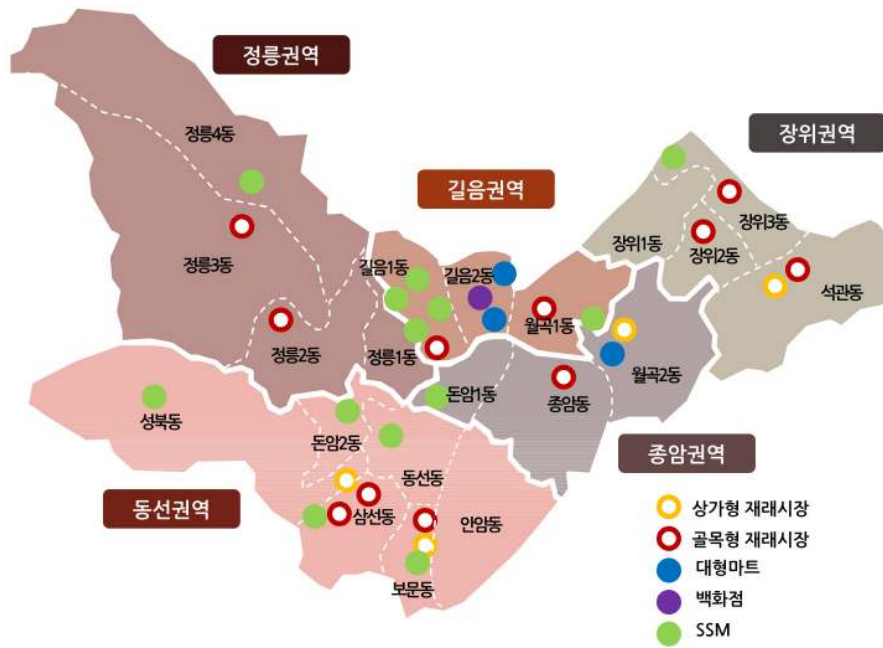 정릉권역
정릉4동
장위권역
길음권역
장위3동
장위1동
장위2동
정릉3동
길음1동
길음2동
석관동
월곡1동
정릉2동
정릉1동
월곡2동
돈암1동
종암동
성북동
돈암2동
종암권역
동선동
동선권역
삼선동
안암동
보문동
상가형 재래시장
골목형 재래시장
대형마트
백화점
SSM